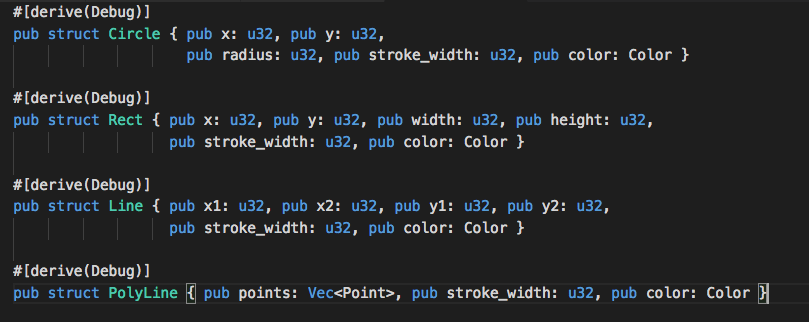 #[derive(Debug)]
pub struct Circle { pub x: u32, pub y: u32,
pub radius: u32, pub stroke_width: u32, pub color: Color }
#[derive(Debug)]
pub struct Rect { pub x: u32, pub y: u32, pub width: u32, pub height: u32,
pub stroke_width: u32, pub color: Color }
#[derive(Debug)]
pub struct Line { pub x1: u32, pub x2: u32, pub y1: u32, pub y2: u32,
pub stroke_width: u32, pub color: Color }
#[derive(Debug)]
pub struct PolyLine { pub points: Vec<Point>, pub stroke_width: u32, pub color: Color }